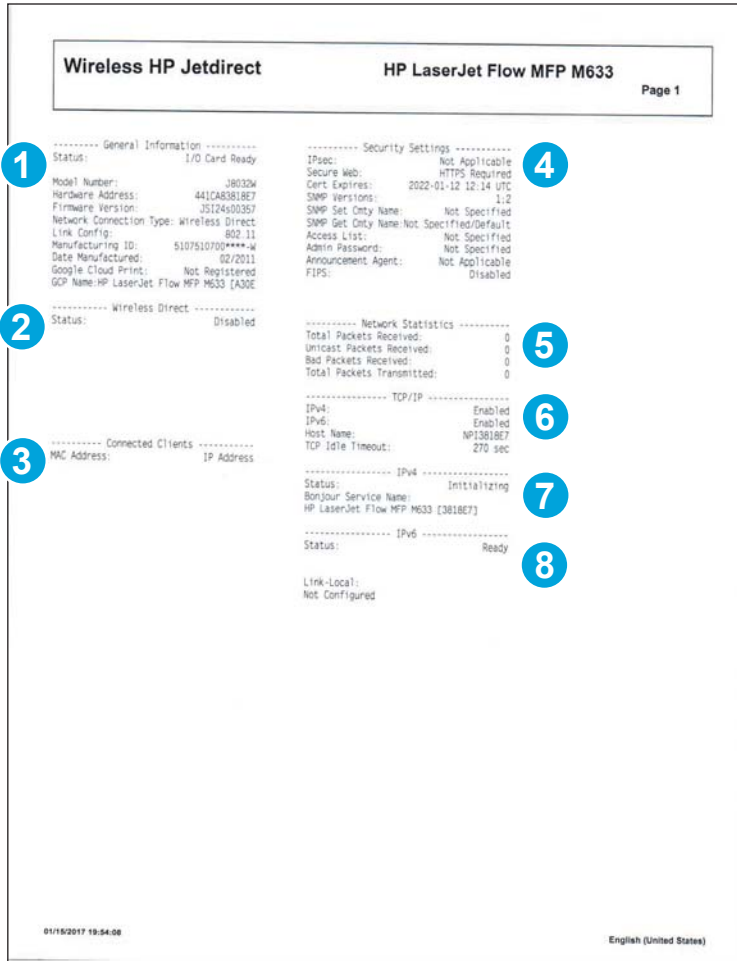 Wireless HP Jetdirect
HP LaserJet Flow MFP M633
Page 1
1
--------- General Information ----------
Status: I/O Card Ready
Model Number: J8032W
Hardware Address: 441CA83818E7
Firmware Version: JSI24s00357
Network Connection Type: Wireless Direct
Link Config: 802.11
Manufacturing ID: 5107510700****-W
Date Manufactured: 02/2011
Google Cloud Print: Not Registered
GCP Name:HP LaserJet Flow MFP M633 [A30E
2
---------- Wireless Direct -----------
Status: Disabled
3
--------- Connected Clients ----------
MAC Address: IP Address
4
---------- Security Settings -----------
IPsec: Not Applicable
Secure Web: HTTPS Required
Cert Expires: 2022-01-12 12:14 UTC
SNMP Versions: 1;2
SNMP Set Cmty Name: Not Specified
SNMP Get Cmty Name:Not Specified/Default
Access List: Not Specified
Admin Password: Not Specified
Announcement Agent: Not Applicable
FIPS: Disabled
5
---------- Network Statistics ----------
Total Packets Received: 0
Unicast Packets Received: 0
Bad Packets Received: 0
Total Packets Transmitted: 0
6
---------------- TCP/IP ----------------
IPv4: Enabled
IPv6: Enabled
Host Name: NPI3818E7
TCP Idle Timeout: 270 sec
7
----------------- IPv4 -----------------
Status: Initializing
Bonjour Service Name:
HP LaserJet Flow MFP M633 [3818E7]
8
----------------- IPv6 -----------------
Status: Ready
Link-Local:
Not Configured
01/15/2017 19:54:08
English (United States)